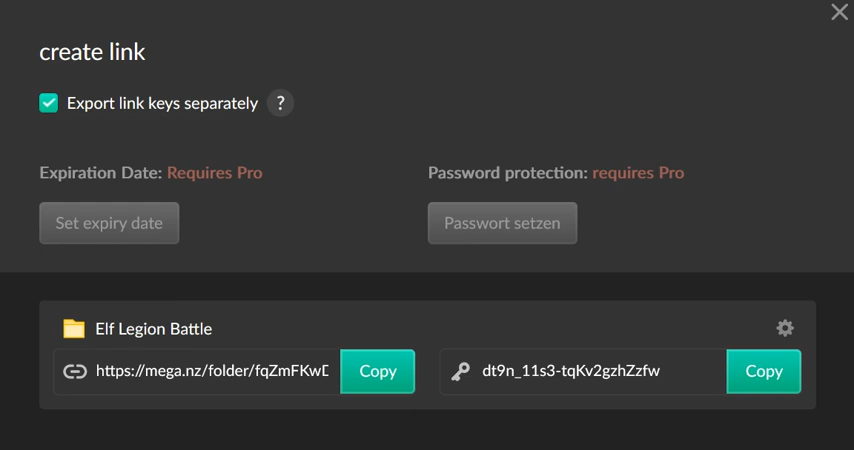 create link
Export link keys separately ?
Expiration Date: Requires Pro
Password protection: requires Pro
Set expiry date
Passwort setzen
Elf Legion Battle
https://mega.nz/folder/fqZmFKwD Copy
dt9n_11s3-tqKv2gzhZzfw Copy